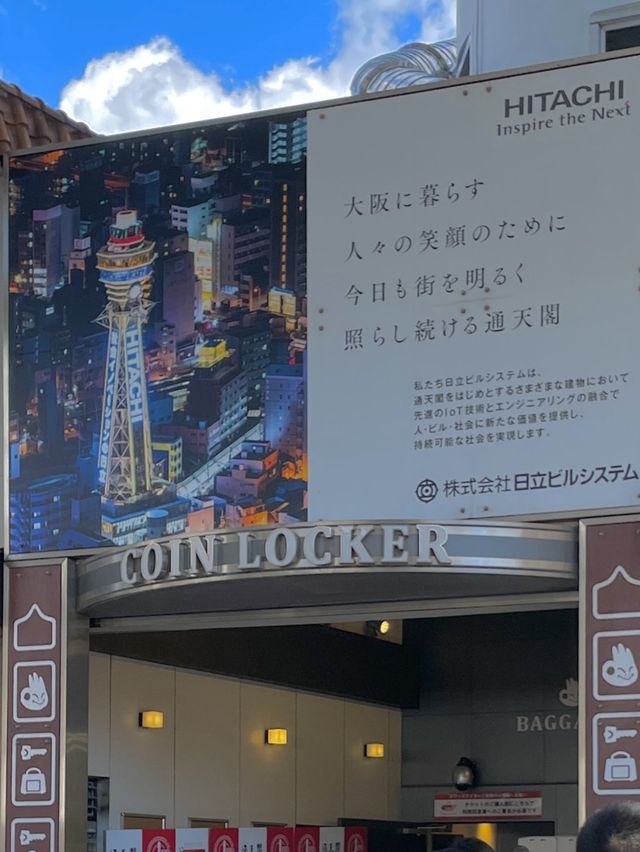 HITACHI
Inspire the Next
大阪に暮らす
人々の笑顔のために
今日も街を明るく
照らし続ける通天閣
私たち日立ビルシステムは、
通天閣をはじめとするさまざまな建物において
先進のIoT技術とエンジニアリングの融合で
人・ビル・社会に新たな価値を提供し、
持続可能な社会を実現します。
株式会社日立ビルシステム
HITACHI
COIN LOCKER